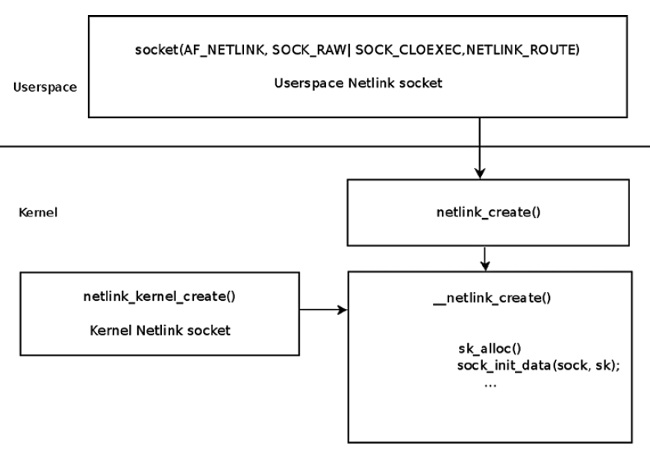 socket(AF_NETLINK, SOCK_RAW| SOCK_CLOEXEC,NETLINK_ROUTE)
Userspace Netlink socket
Userspace
Kernel
netlink_create()
netlink_kernel_create()
Kernel Netlink socket
__netlink_create()
sk_alloc()
sock_init_data(sock, sk);
...